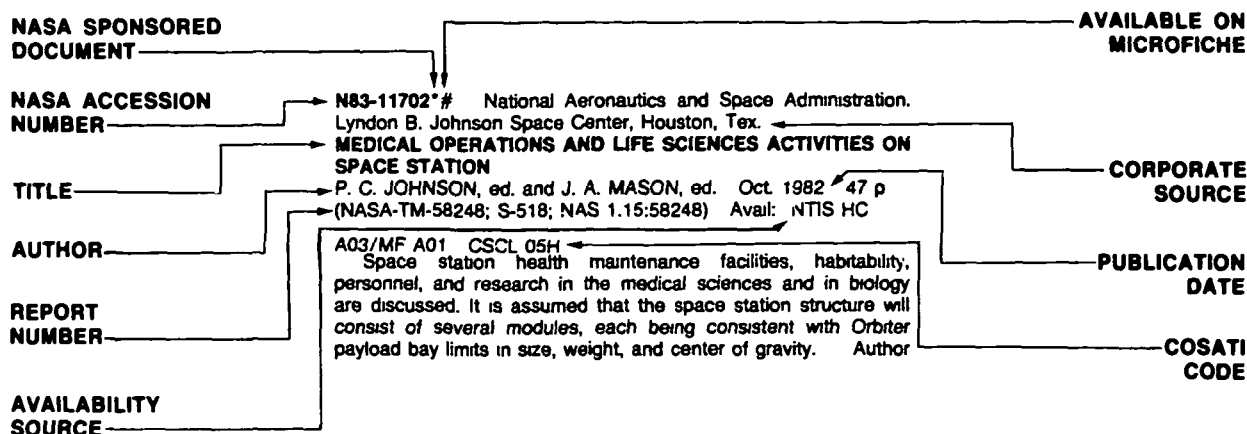 NASA SPONSORED
DOCUMENT
AVAILABLE ON
MICROFICHE
NASA ACCESSION
NUMBER
N83-11702*# National Aeronautics and Space Administration.
Lyndon B. Johnson Space Center, Houston, Tex.
MEDICAL OPERATIONS AND LIFE SCIENCES ACTIVITIES ON
SPACE STATION
TITLE
CORPORATE
SOURCE
P. C. JOHNSON, ed. and J. A. MASON, ed. Oct. 1982 47 p
(NASA-TM-58248; S-518; NAS 1.15:58248) Avail: NTIS HC
AUTHOR
A03/MF A01 CSCL 05H
PUBLICATION
DATE
Space station health maintenance facilities, habitability,
personnel, and research in the medical sciences and in biology
are discussed. It is assumed that the space station structure will
consist of several modules, each being consistent with Orbiter
payload bay limits in size, weight, and center of gravity. Author
REPORT
NUMBER
COSATI
CODE
AVAILABILITY
SOURCE